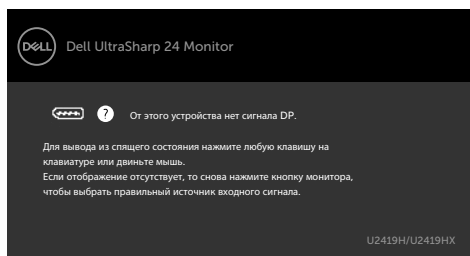 DELL Dell UltraSharp 24 Monitor
? От этого устройства нет сигнала DP.
Для вывода из спящего состояния нажмите любую клавишу на
клавиатуре или двиньте мышь.
Если отображение отсутствует, то снова нажмите кнопку монитора,
чтобы выбрать правильный источник входного сигнала.
U2419H/U2419HX